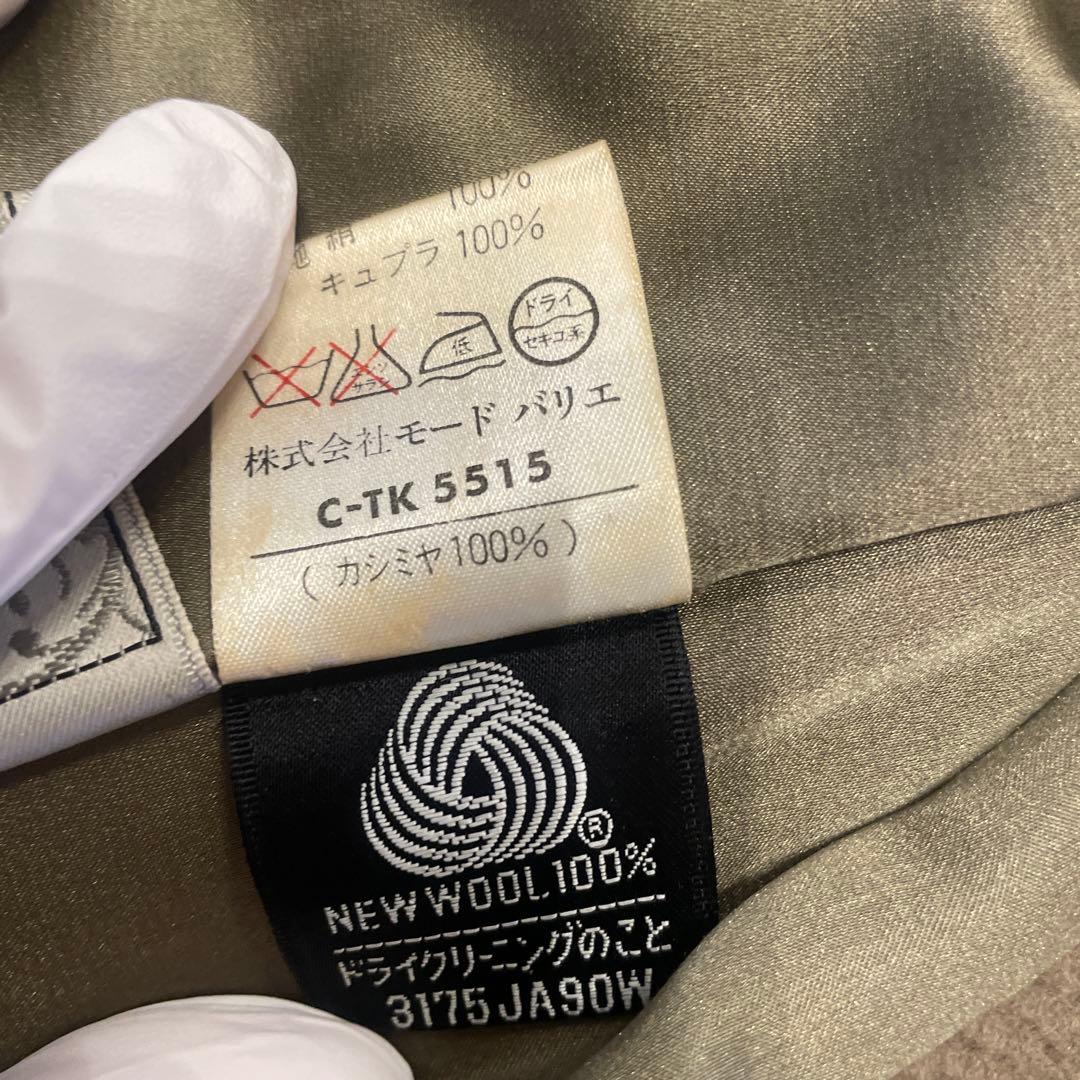 100%
絹
キュプラ 100%
低
ドライ
セキユ系
株式会社モード バリエ
C-TK 5515
( カシミヤ100% )
®
NEW WOOL 100%
ドライクリーニングのこと
3175JA90W